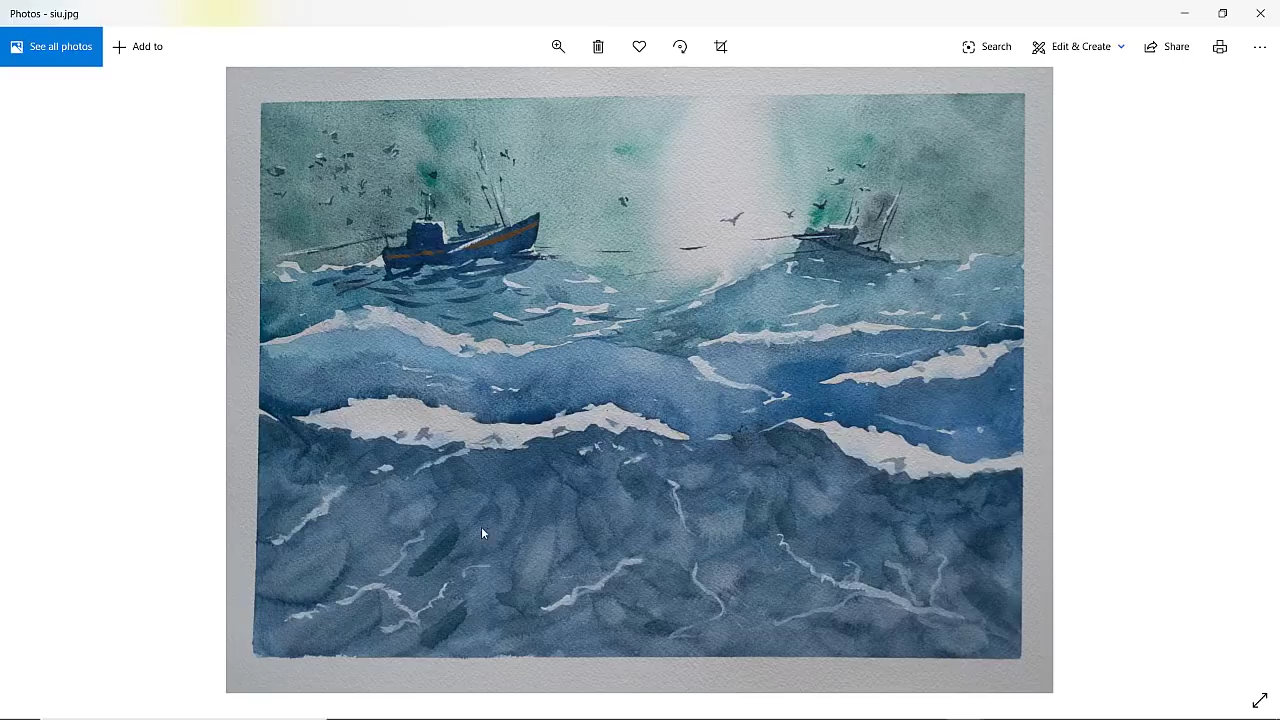 Photos - siu.jpg
See all photos
Add to
Search
Edit & Create
Share